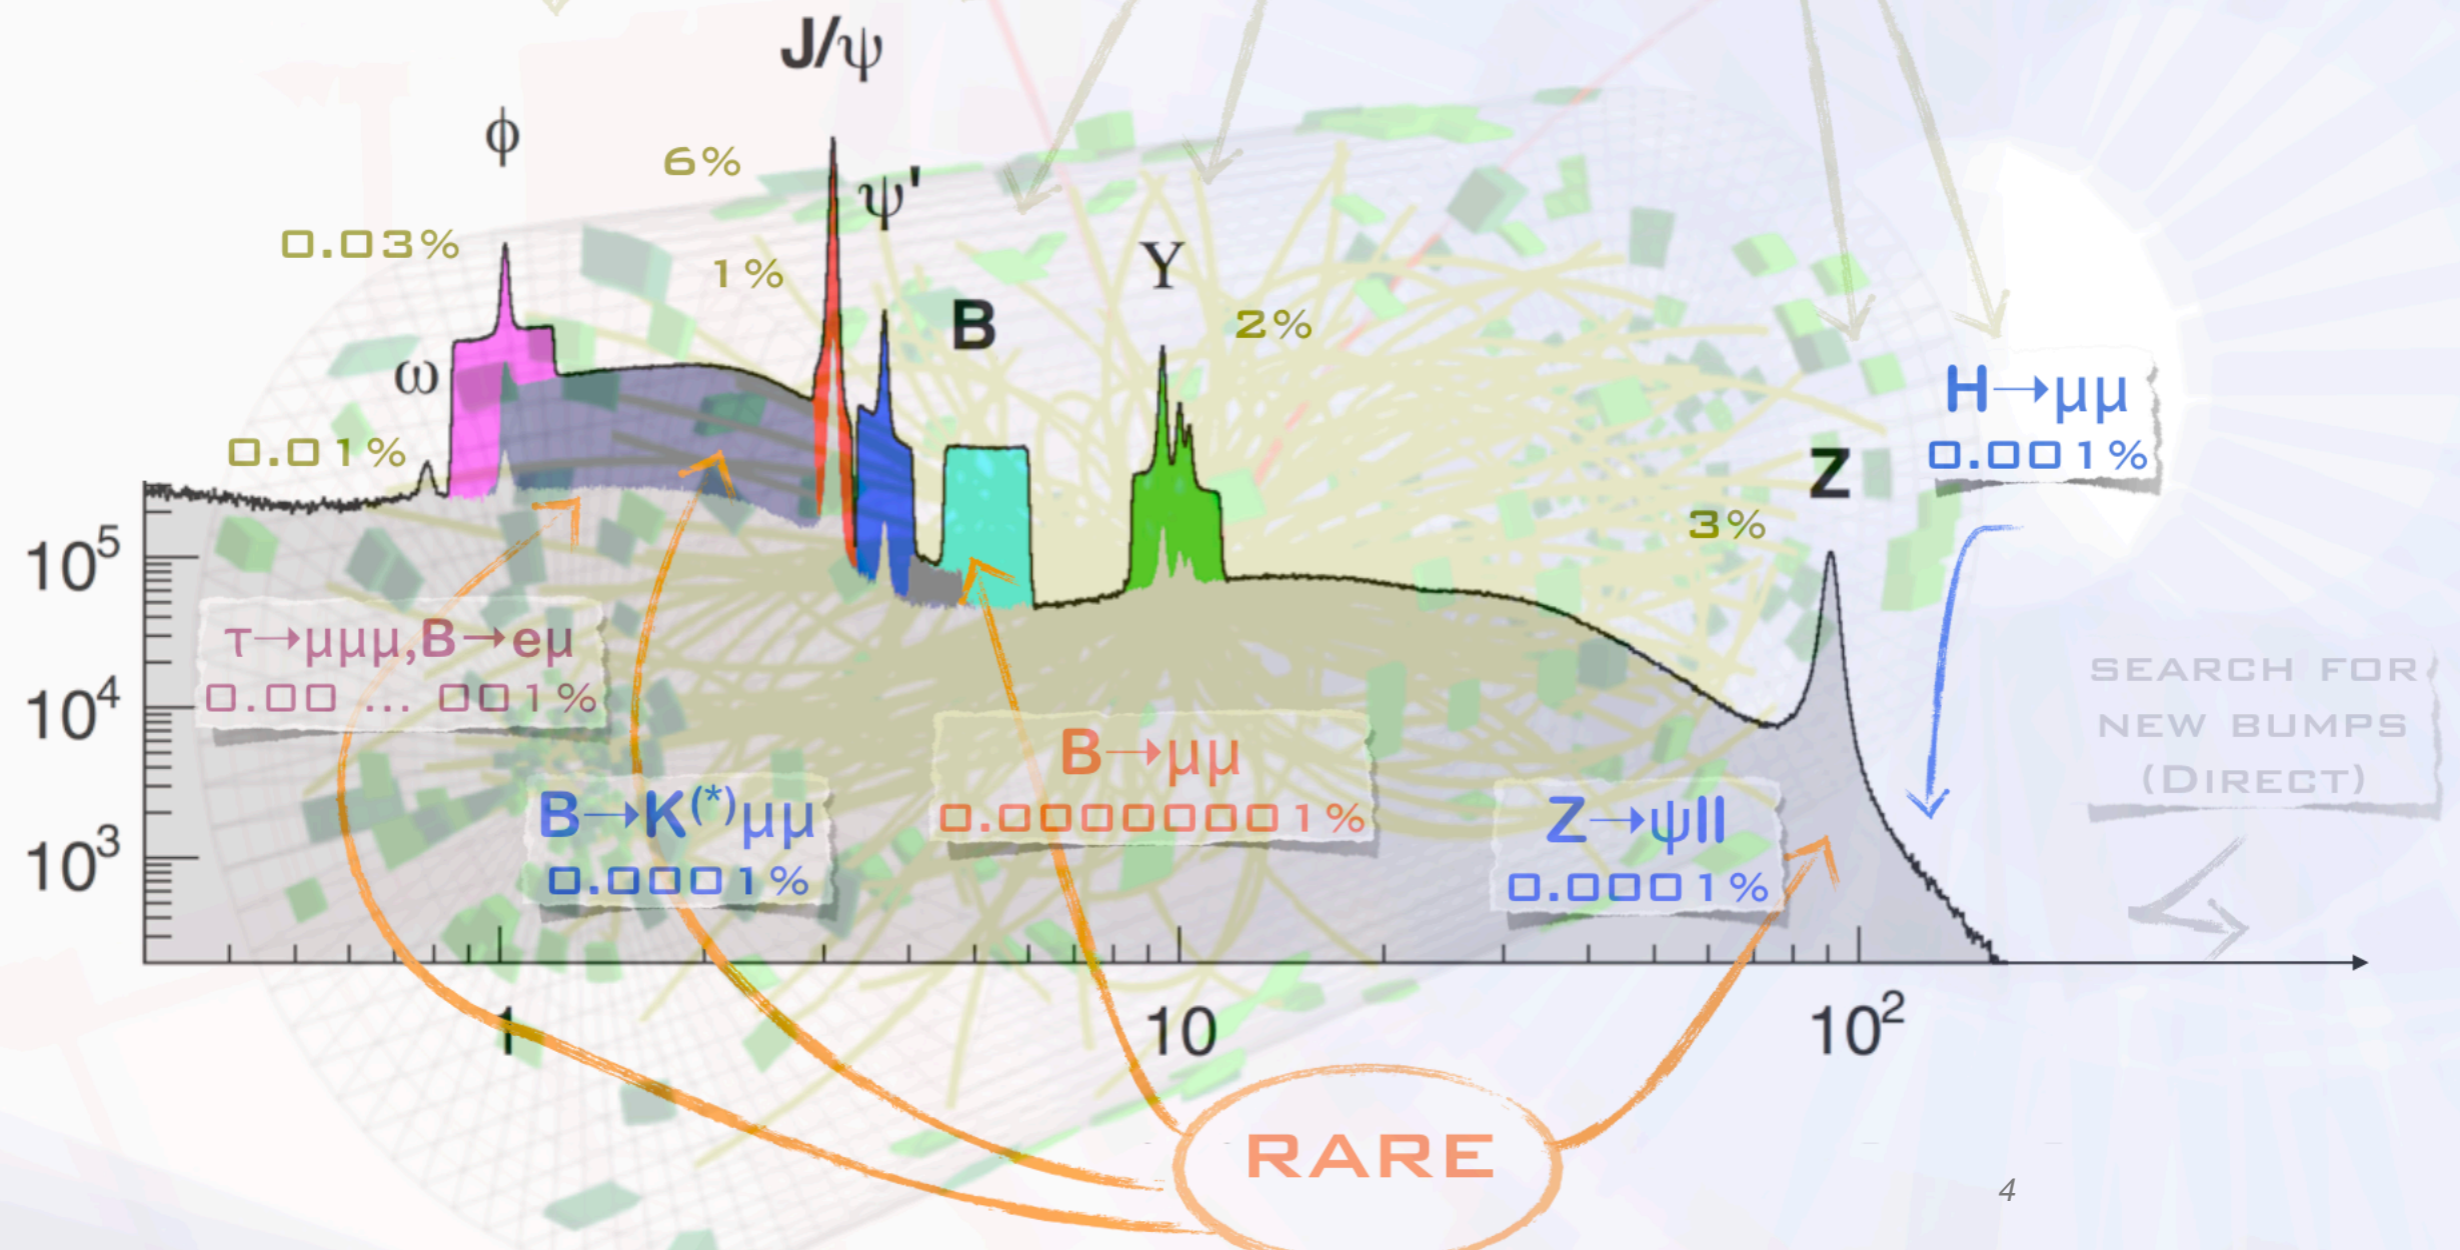 J/ψ
ϕ
6%
ψ'
0.03%
Υ
1%
B
2%
ω
H→μμ
0.01%
0.001%
Z
3%
10⁵
τ→μμμ,B→eμ
0.00 ... 001%
SEARCH FOR
NEW BUMPS
(DIRECT)
10⁴
B→μμ
0.00000001%
B→K⁽*⁾μμ
0.0001%
Z→ψll
0.0001%
10³
1
10
10²
RARE
4